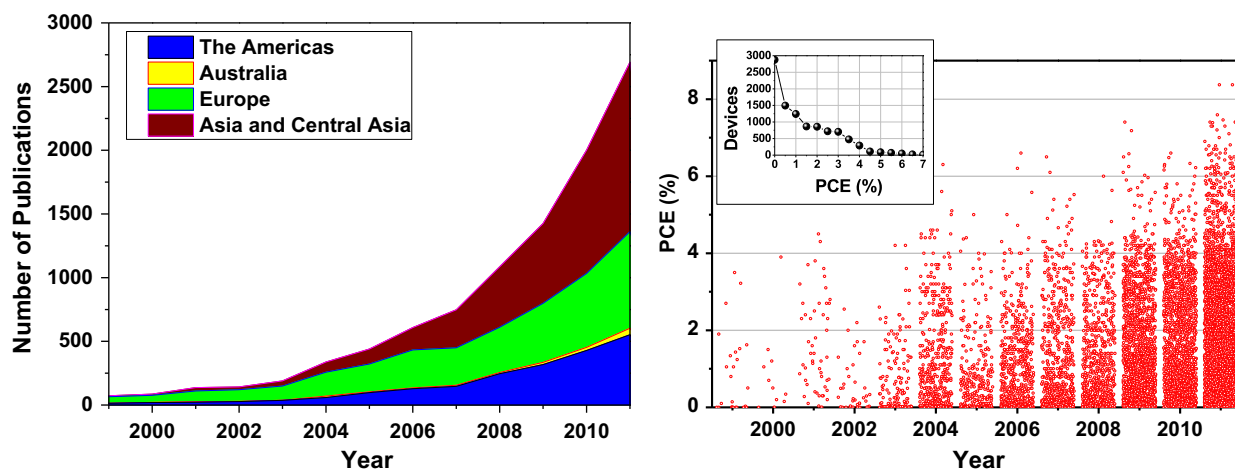 3000
2500
2000
1500
1000
500
0
Number of Publications
The Americas
Australia
Europe
Asia and Central Asia
2000 2002 2004 2006 2008 2010
Year
8
6
4
2
0
PCE (%)
3000
2500
2000
1500
1000
500
0
Devices
0 1 2 3 4 5 6 7
PCE (%)
2000 2002 2004 2006 2008 2010
Year